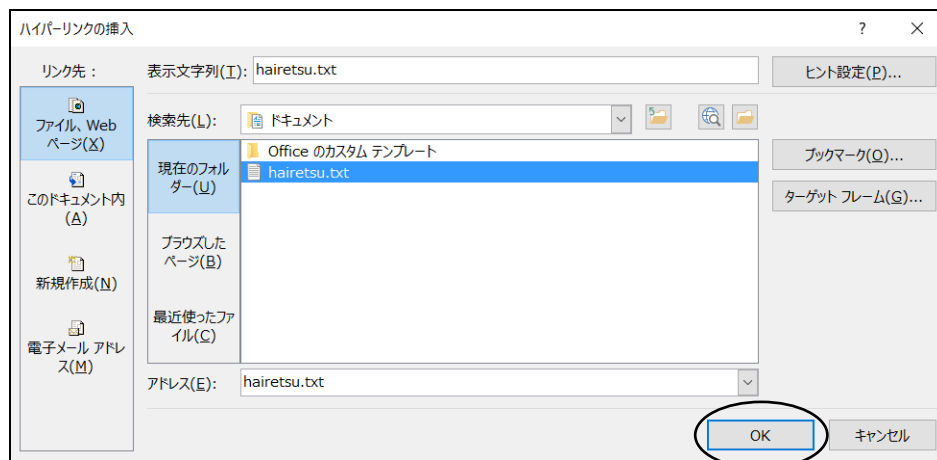 ハイパーリンクの挿入
?
リンク先：
表示文字列(T): hairetsu.txt
ヒント設定(P)...
ファイル、Web
ページ(X)
検索先(L): ドキュメント
現在のフォル
ダー(U)
Office のカスタム テンプレート
hairetsu.txt
ブックマーク(O)...
このドキュメント内
(A)
ターゲット フレーム(G)...
ブラウズした
ページ(B)
新規作成(N)
最近使ったファ
イル(C)
電子メール アドレ
ス(M)
アドレス(E): hairetsu.txt
OK
キャンセル